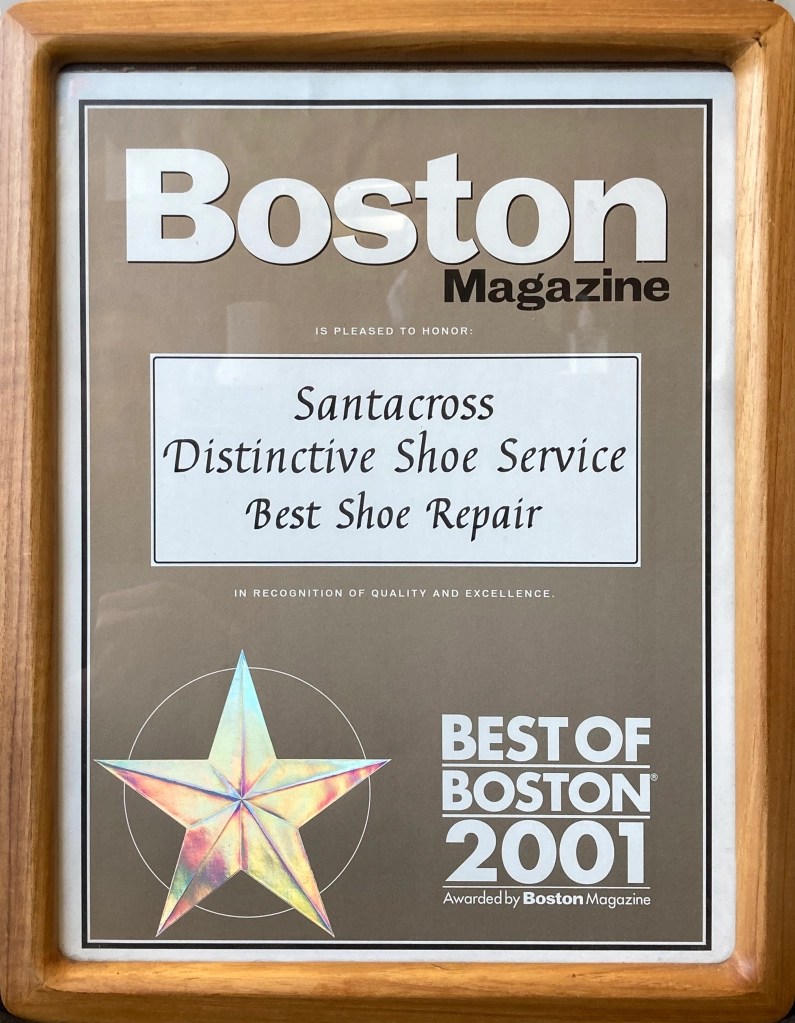 Boston
Magazine
IS PLEASED TO HONOR:
Santacross
Distinctive Shoe Service
Best Shoe Repair
IN RECOGNITION OF QUALITY AND EXCELLENCE.
BEST OF
BOSTON®
2001
Awarded by Boston Magazine